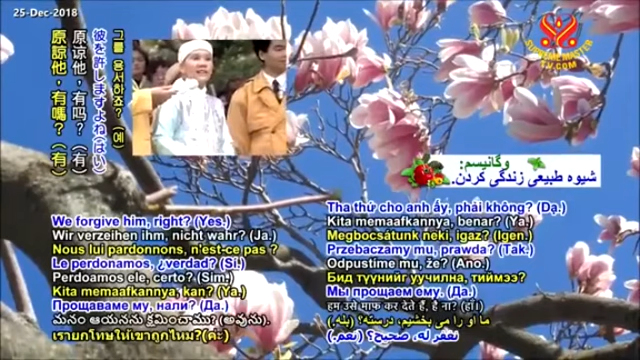 25-Dec-2018
SUPREME MASTER
TV.COM
그를 용서하죠? (예)
彼を許しますよね(はい)
原谅他，有吗？（有）
原諒他，有嗎？（有）
وگانیسم:
شیوه طبیعی زندگی کردن.
We forgive him, right? (Yes.)
Wir verzeihen ihm, nicht wahr? (Ja.)
Nous lui pardonnons, n'est-ce pas ?
Le perdonamos, ¿verdad? (Sí.)
Perdoamos ele, certo? (Sim.)
Kita memaafkannya, kan? (Ya.)
Прощаваме му, нали? (Да.)
మనం ఆయనను క్షమించామా? (అవును).
เรายกโทษให้เขาถูกไหม?(ค่ะ)
Tha thứ cho anh ấy, phải không? (Dạ.)
Kita memaafkannya, benar? (Ya.)
Megbocsátunk neki, igaz? (Igen.)
Przebaczamy mu, prawda? (Tak.)
Odpustíme mu, že? (Ano.)
Бид түүнийг уучилна, тиймээ?
Мы прощаем ему. (Да.)
हम उसे माफ कर देते हैं, है ना? (हाँ।)
ما او را می بخشیم، درسته؟ (بله.)
نغفر له، صحيح؟ (نعم.)